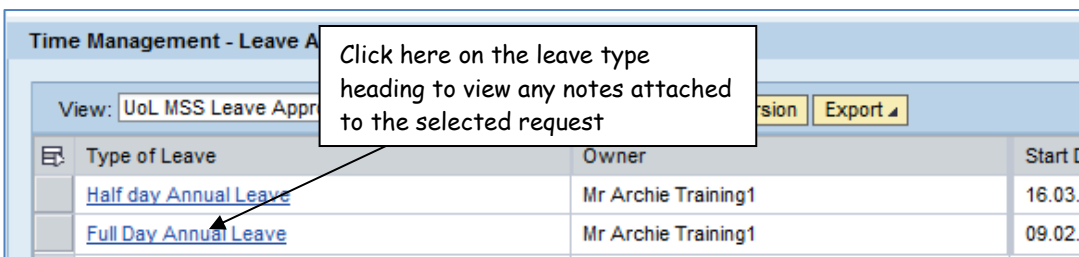 Time Management - Leave A
Click here on the leave type
heading to view any notes attached
to the selected request
View: UoL MSS Leave Appr
rsion Export
Type of Leave Owner Start D
Half day Annual Leave Mr Archie Training1 16.03.
Full Day Annual Leave Mr Archie Training1 09.02.